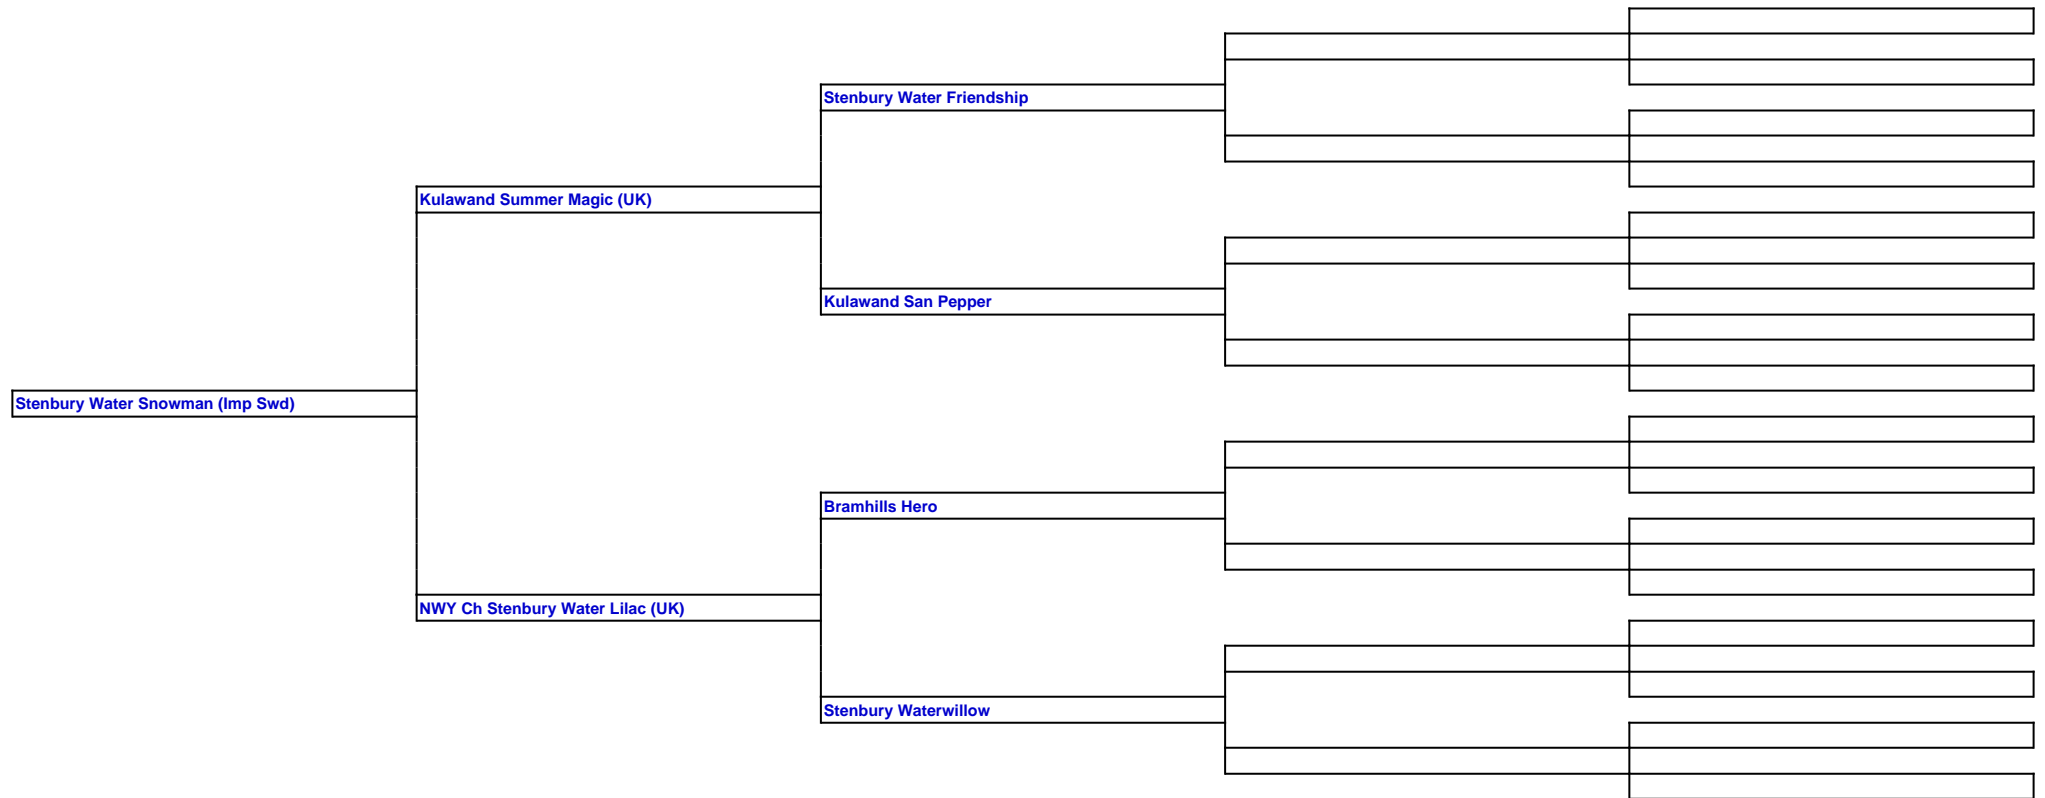 Stenbury Water Friendship
Kulawand Summer Magic (UK)
Kulawand San Pepper
Stenbury Water Snowman (Imp Swd)
Bramhills Hero
NWY Ch Stenbury Water Lilac (UK)
Stenbury Waterwillow